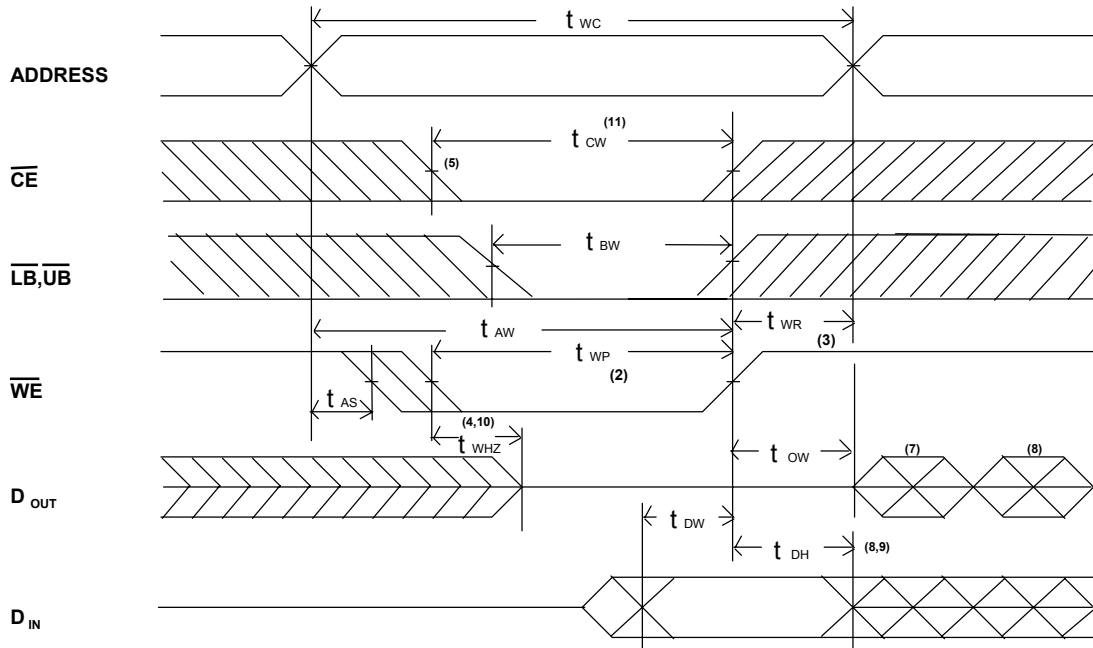 t WC
ADDRESS
t CW (11)
CE (5)
t BW
LB,UB
t AW
t WR (3)
t WP (2)
WE
t AS
(4,10)
t WHZ
t OW
(7)
(8)
D OUT
t DW
t DH
(8,9)
D IN